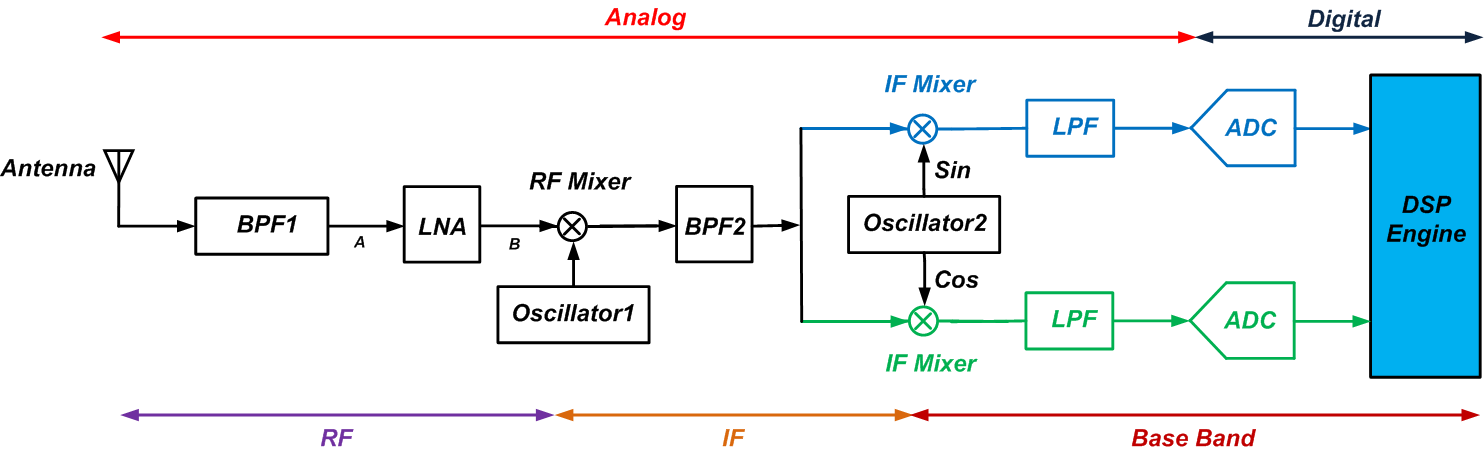 Analog
Digital
IF Mixer
LPF
ADC
Antenna
Sin
RF Mixer
BPF1
A
LNA
B
BPF2
Oscillator2
DSP
Engine
Cos
Oscillator1
LPF
ADC
IF Mixer
RF
IF
Base Band